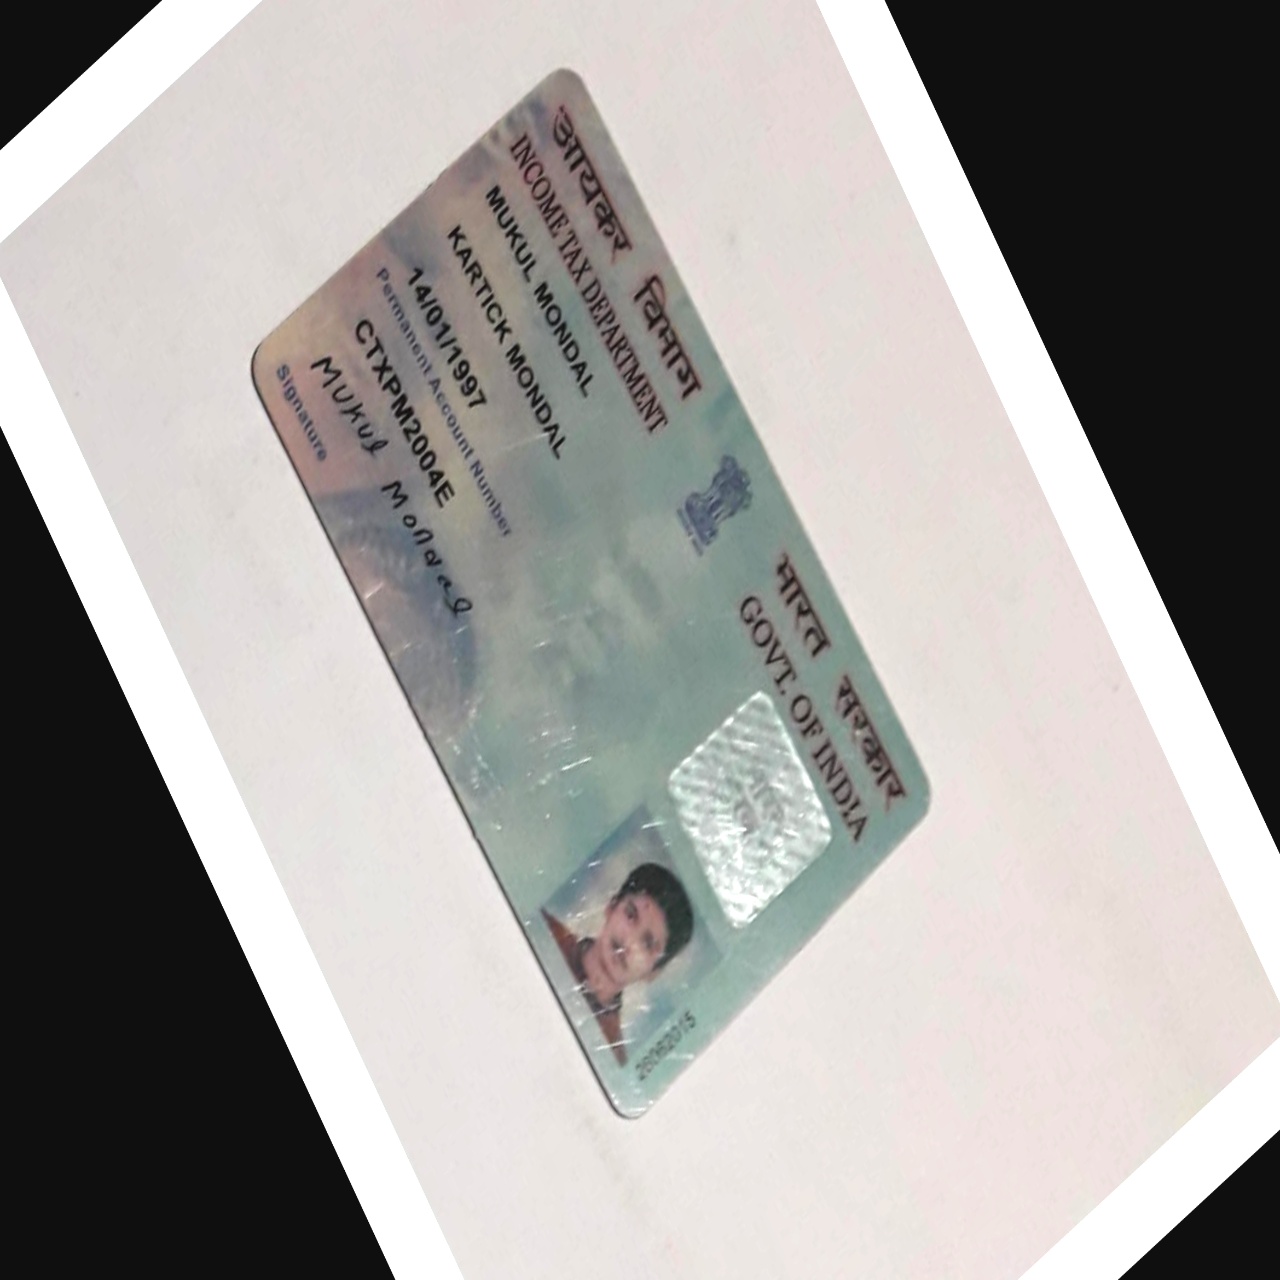 आयकर विभाग भारत सरकार
INCOME TAX DEPARTMENT GOVT. OF INDIA
MUKUL MONDAL
KARTICK MONDAL
14/01/1997
Permanent Account Number
CTXPM2004E
Mukul Mondal
Signature
26062015